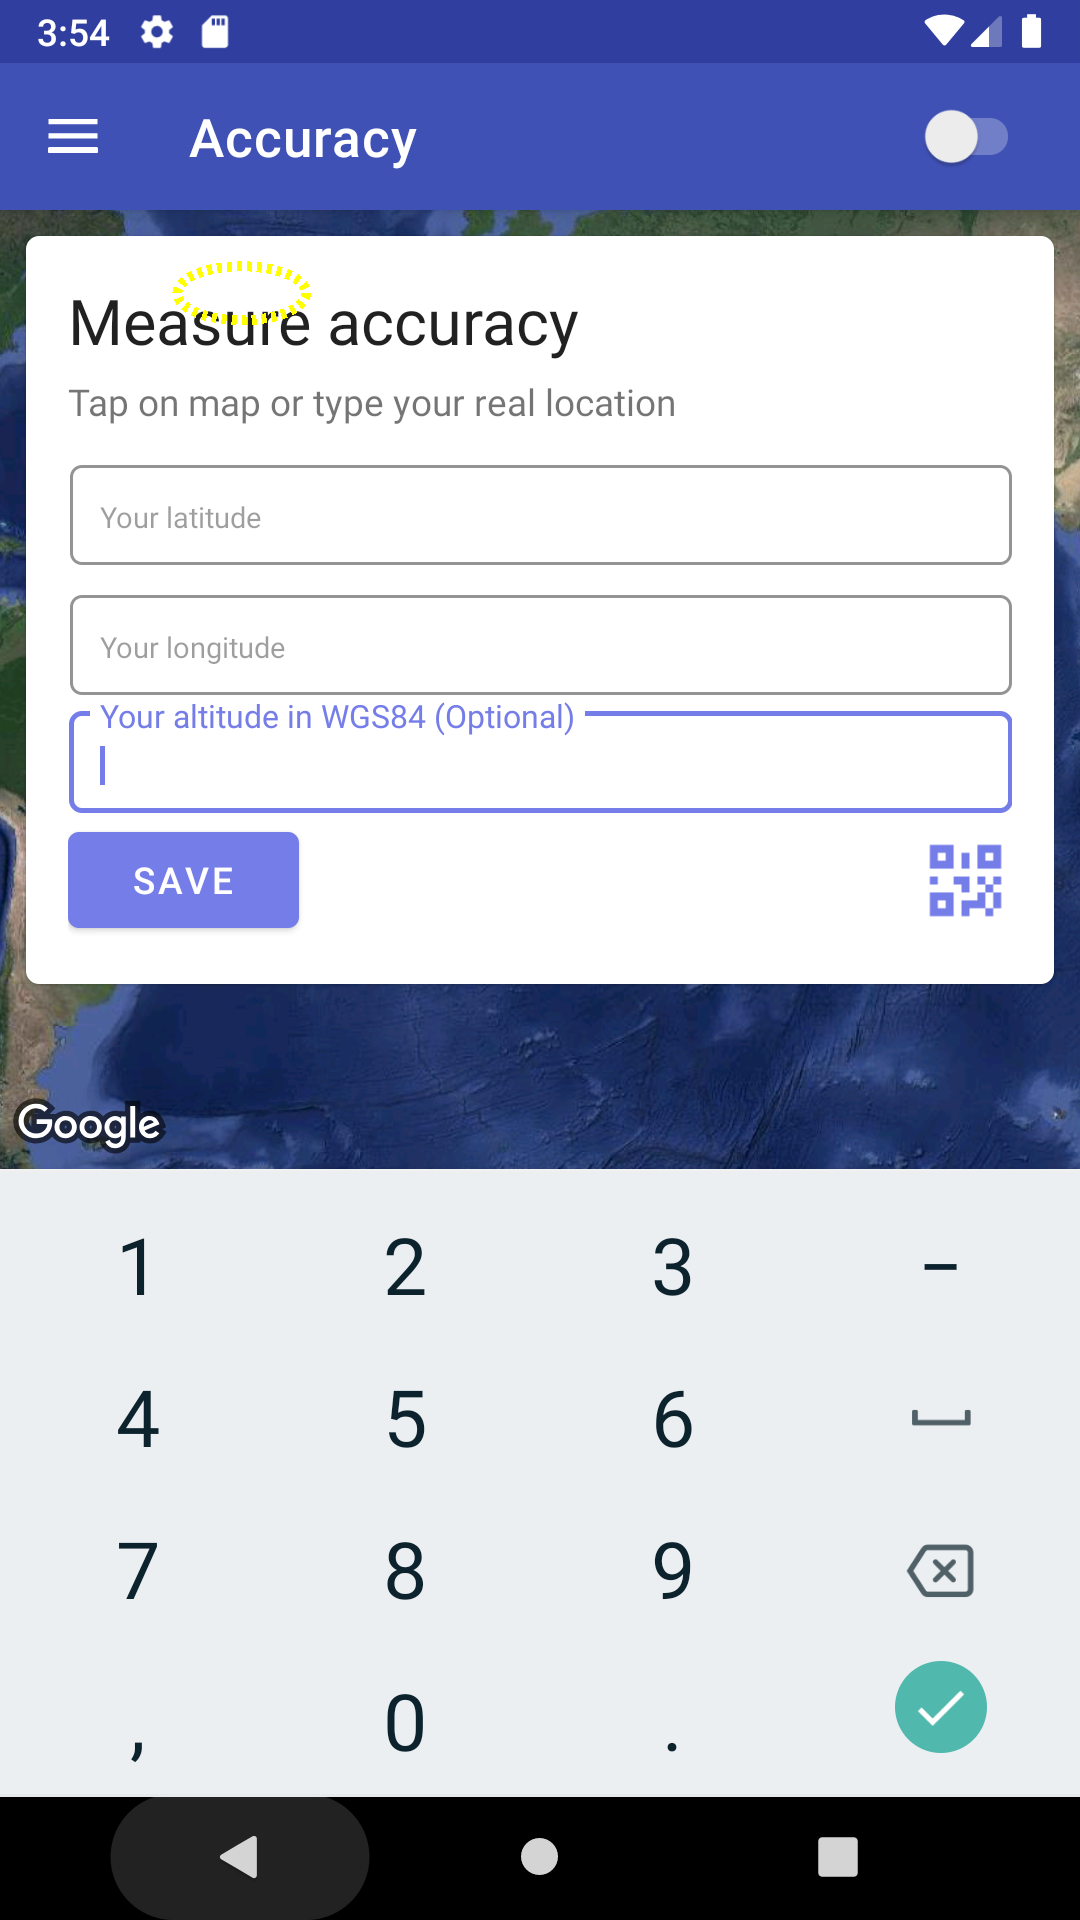 3:54
Accuracy
Measure accuracy
Tap on map or type your real location
Your latitude
Your longitude
Your altitude in WGS84 (Optional)
SAVE
Google
1 2 3 –
4 5 6
7 8 9
, 0 .